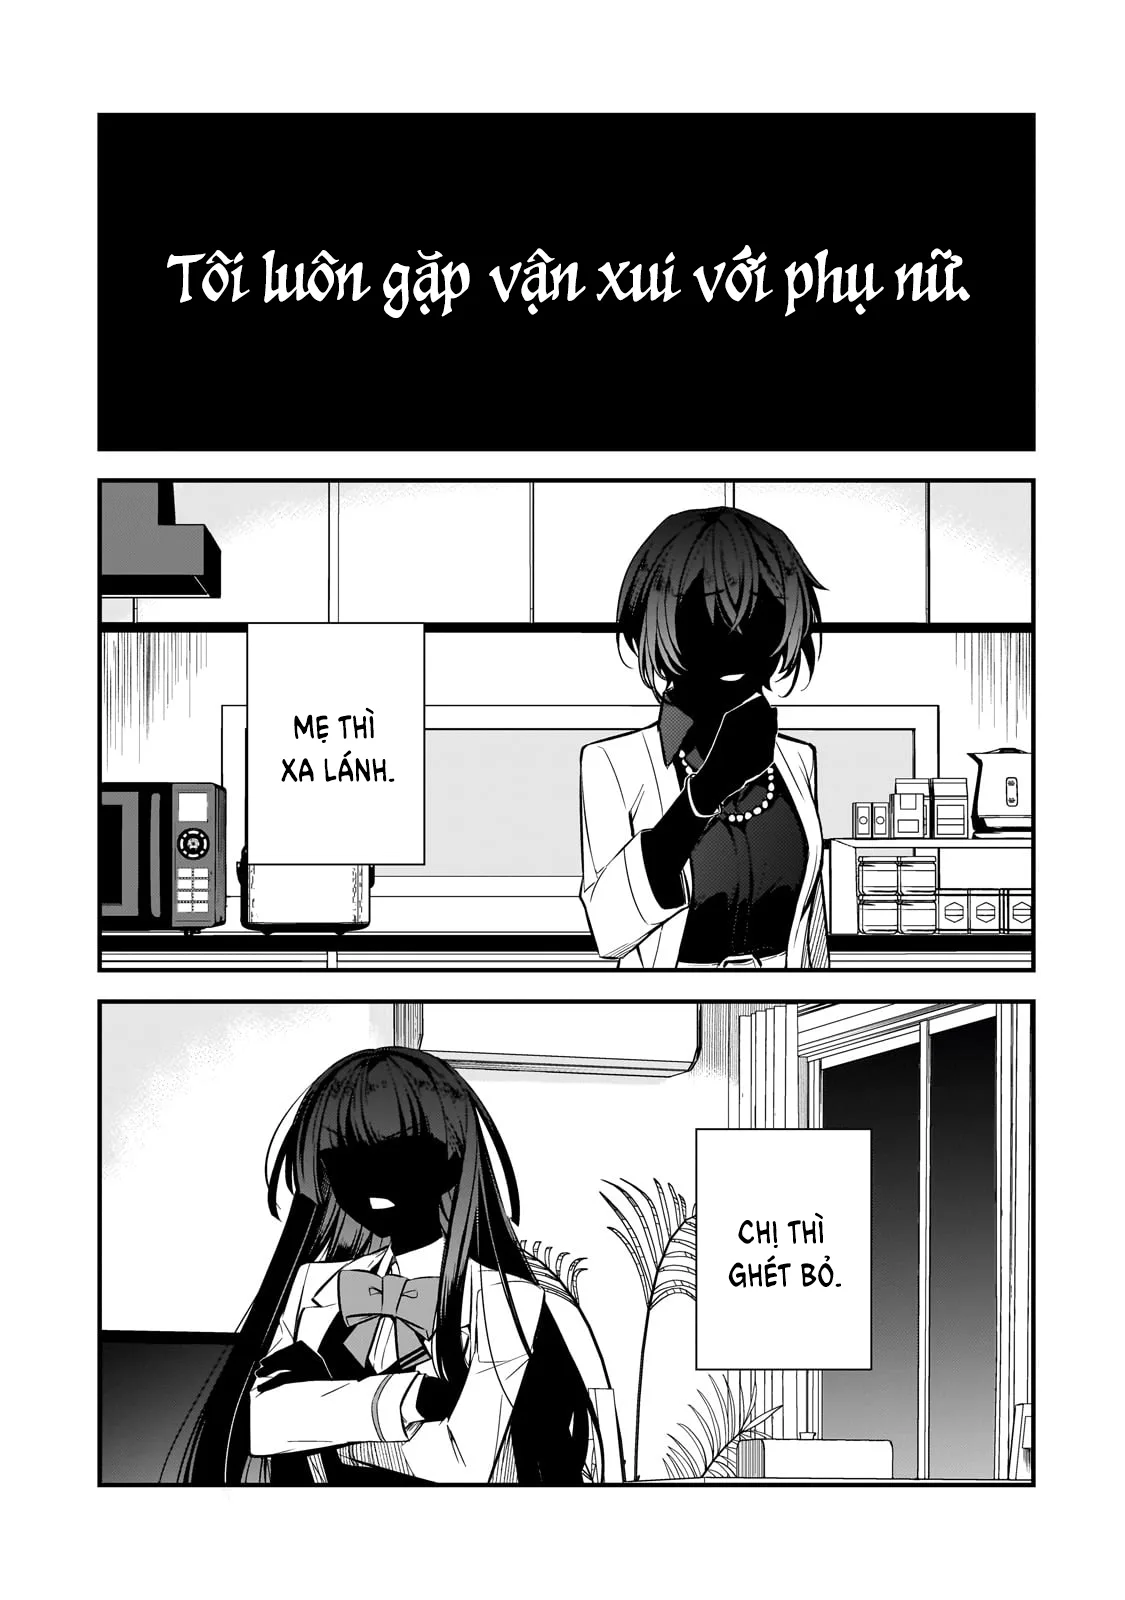 Tôi luôn gặp vận xui với phụ nữ.
MẸ THÌ
XA LÁNH.
CHỊ THÌ
GHÉT BỎ.